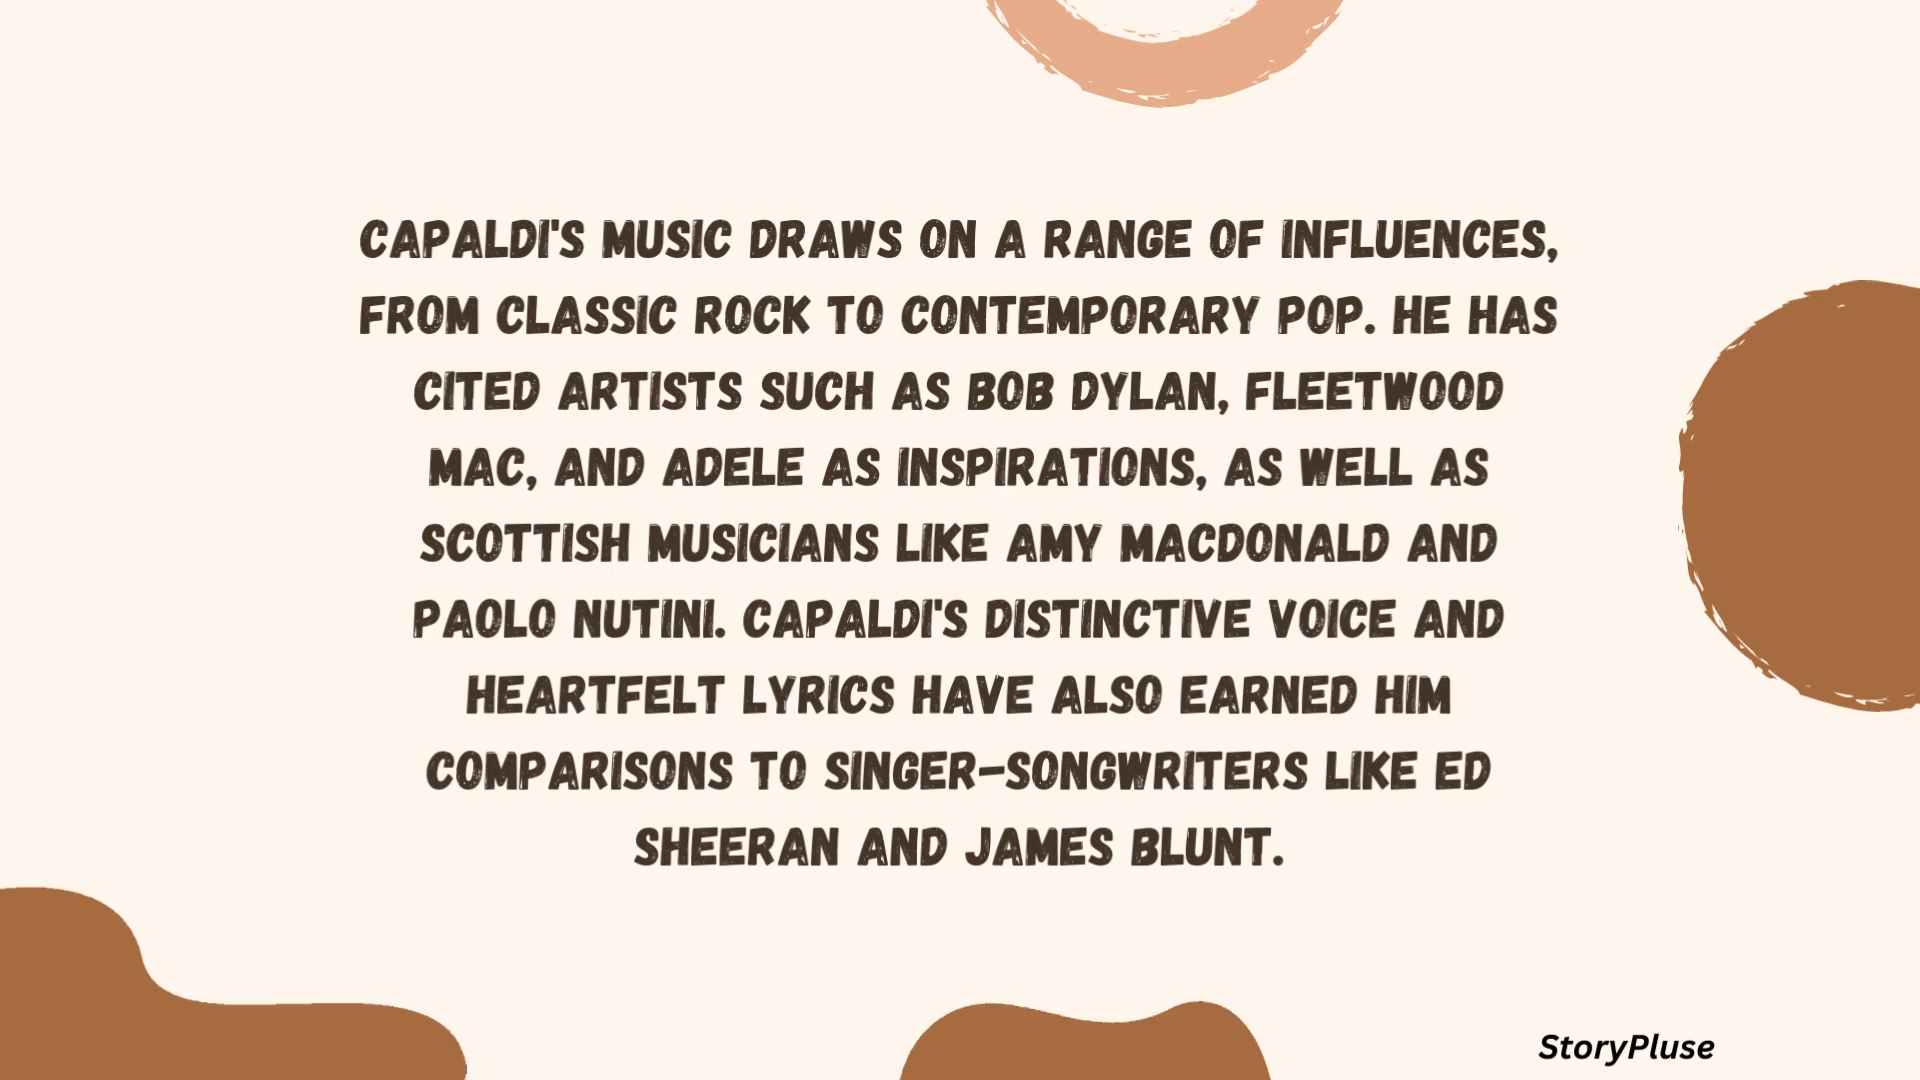 CAPALDI'S MUSIC DRAWS ON A RANGE OF INFLUENCES,
FROM CLASSIC ROCK TO CONTEMPORARY POP. HE HAS
CITED ARTISTS SUCH AS BOB DYLAN, FLEETWOOD
MAC, AND ADELE AS INSPIRATIONS, AS WELL AS
SCOTTISH MUSICIANS LIKE AMY MACDONALD AND
PAOLO NUTINI. CAPALDI'S DISTINCTIVE VOICE AND
HEARTFELT LYRICS HAVE ALSO EARNED HIM
COMPARISONS TO SINGER-SONGWRITERS LIKE ED
SHEERAN AND JAMES BLUNT.
StoryPluse